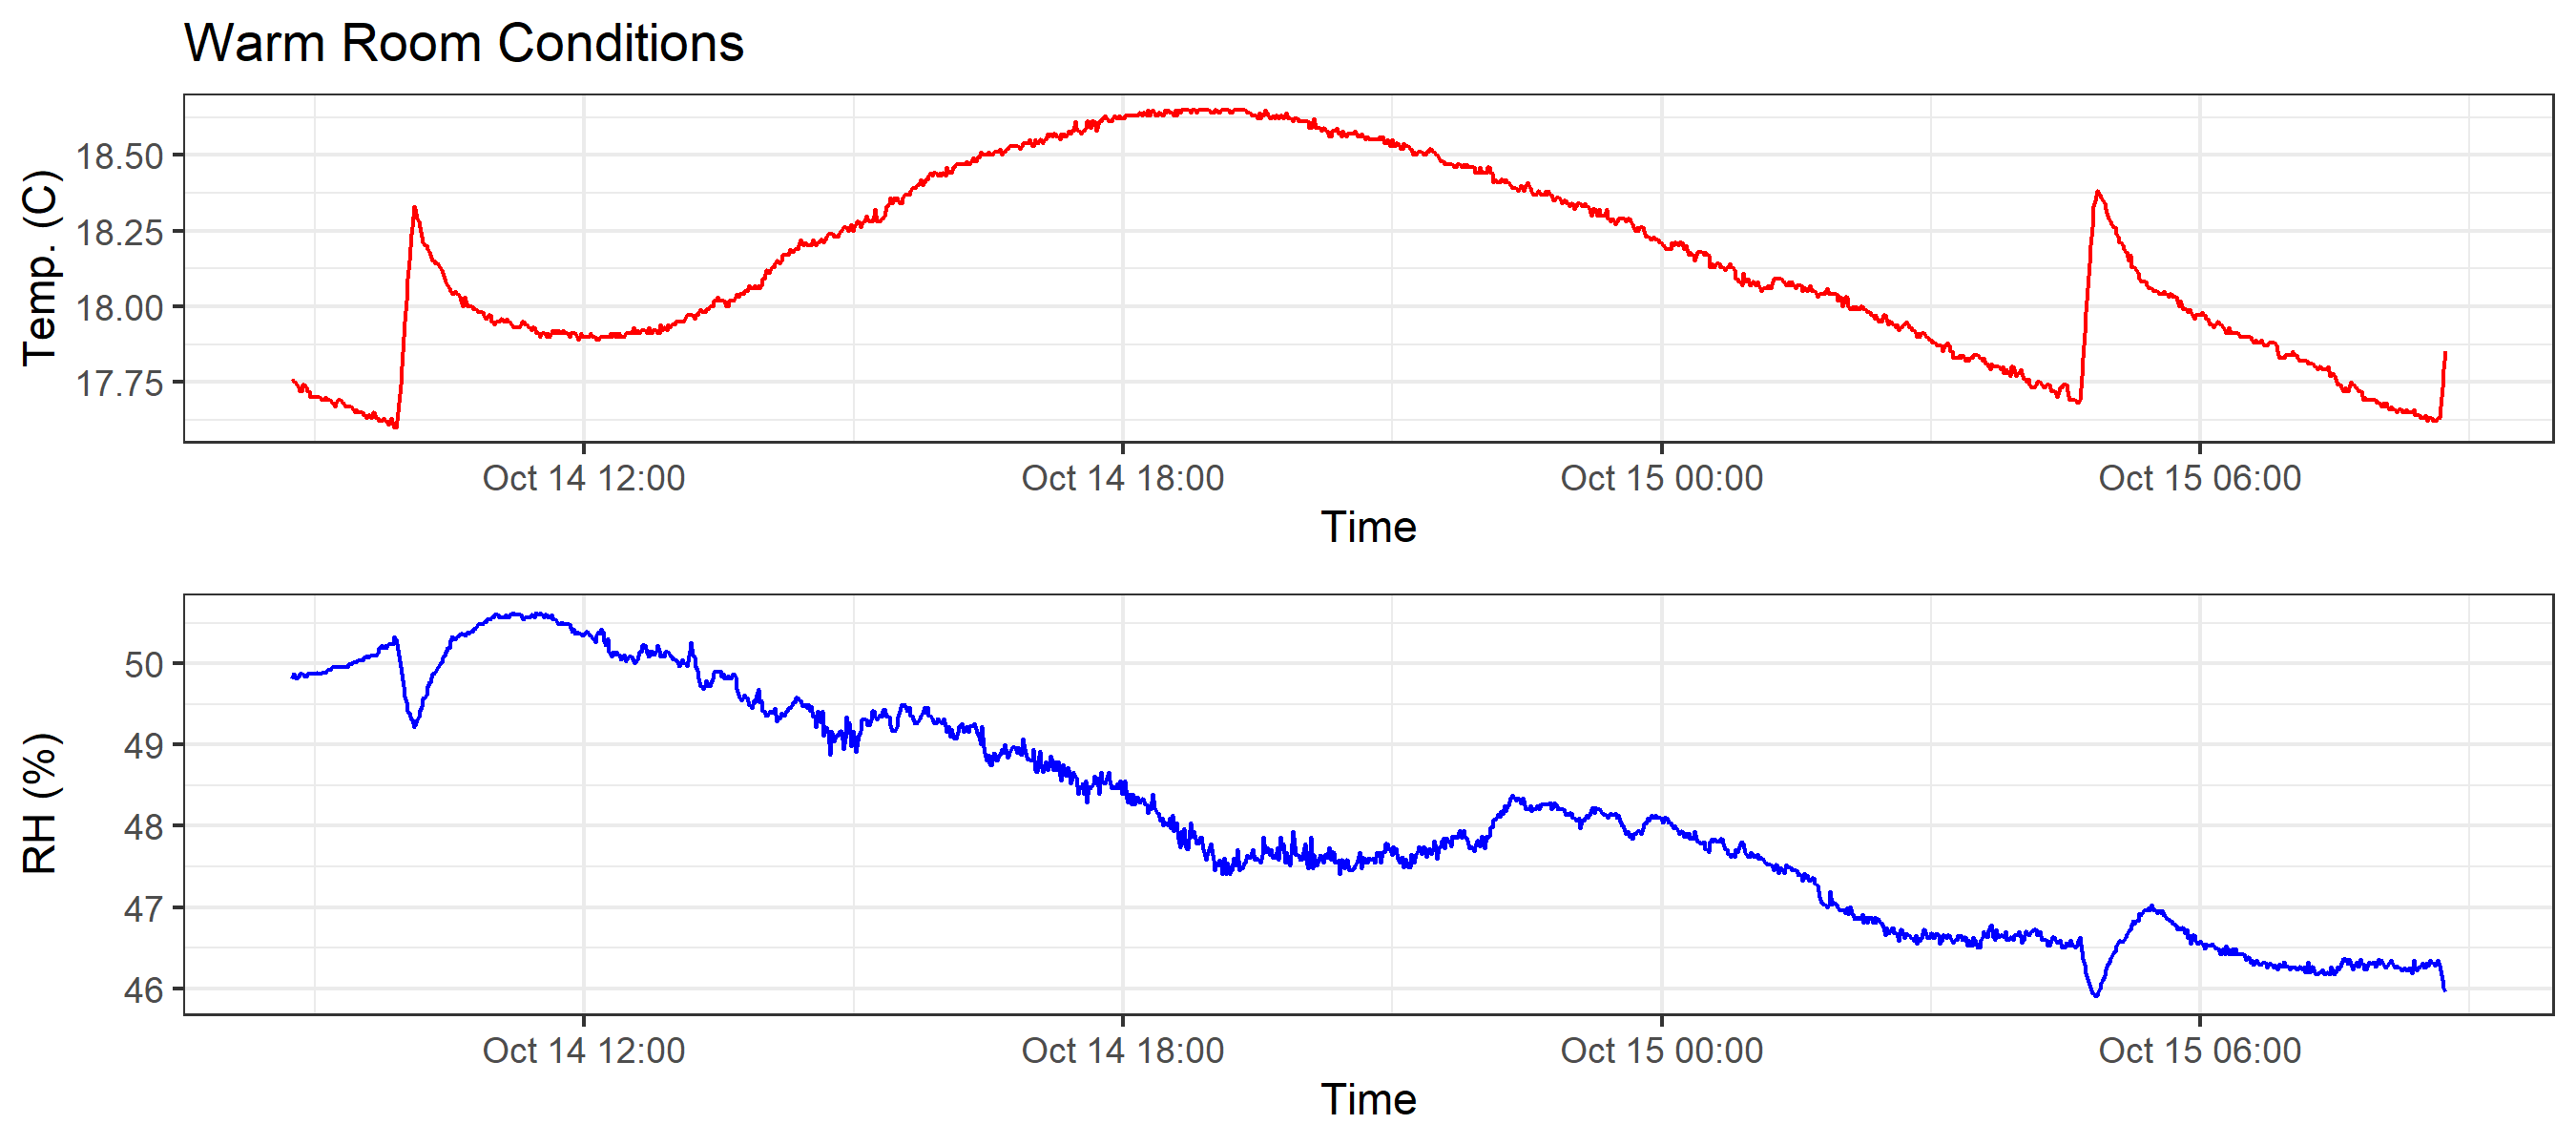 Warm Room Conditions
Temp. (C)
18.50
18.25
18.00
17.75
Oct 14 12:00 Oct 14 18:00 Oct 15 00:00 Oct 15 06:00
Time
RH (%)
50
49
48
47
46
Oct 14 12:00 Oct 14 18:00 Oct 15 00:00 Oct 15 06:00
Time